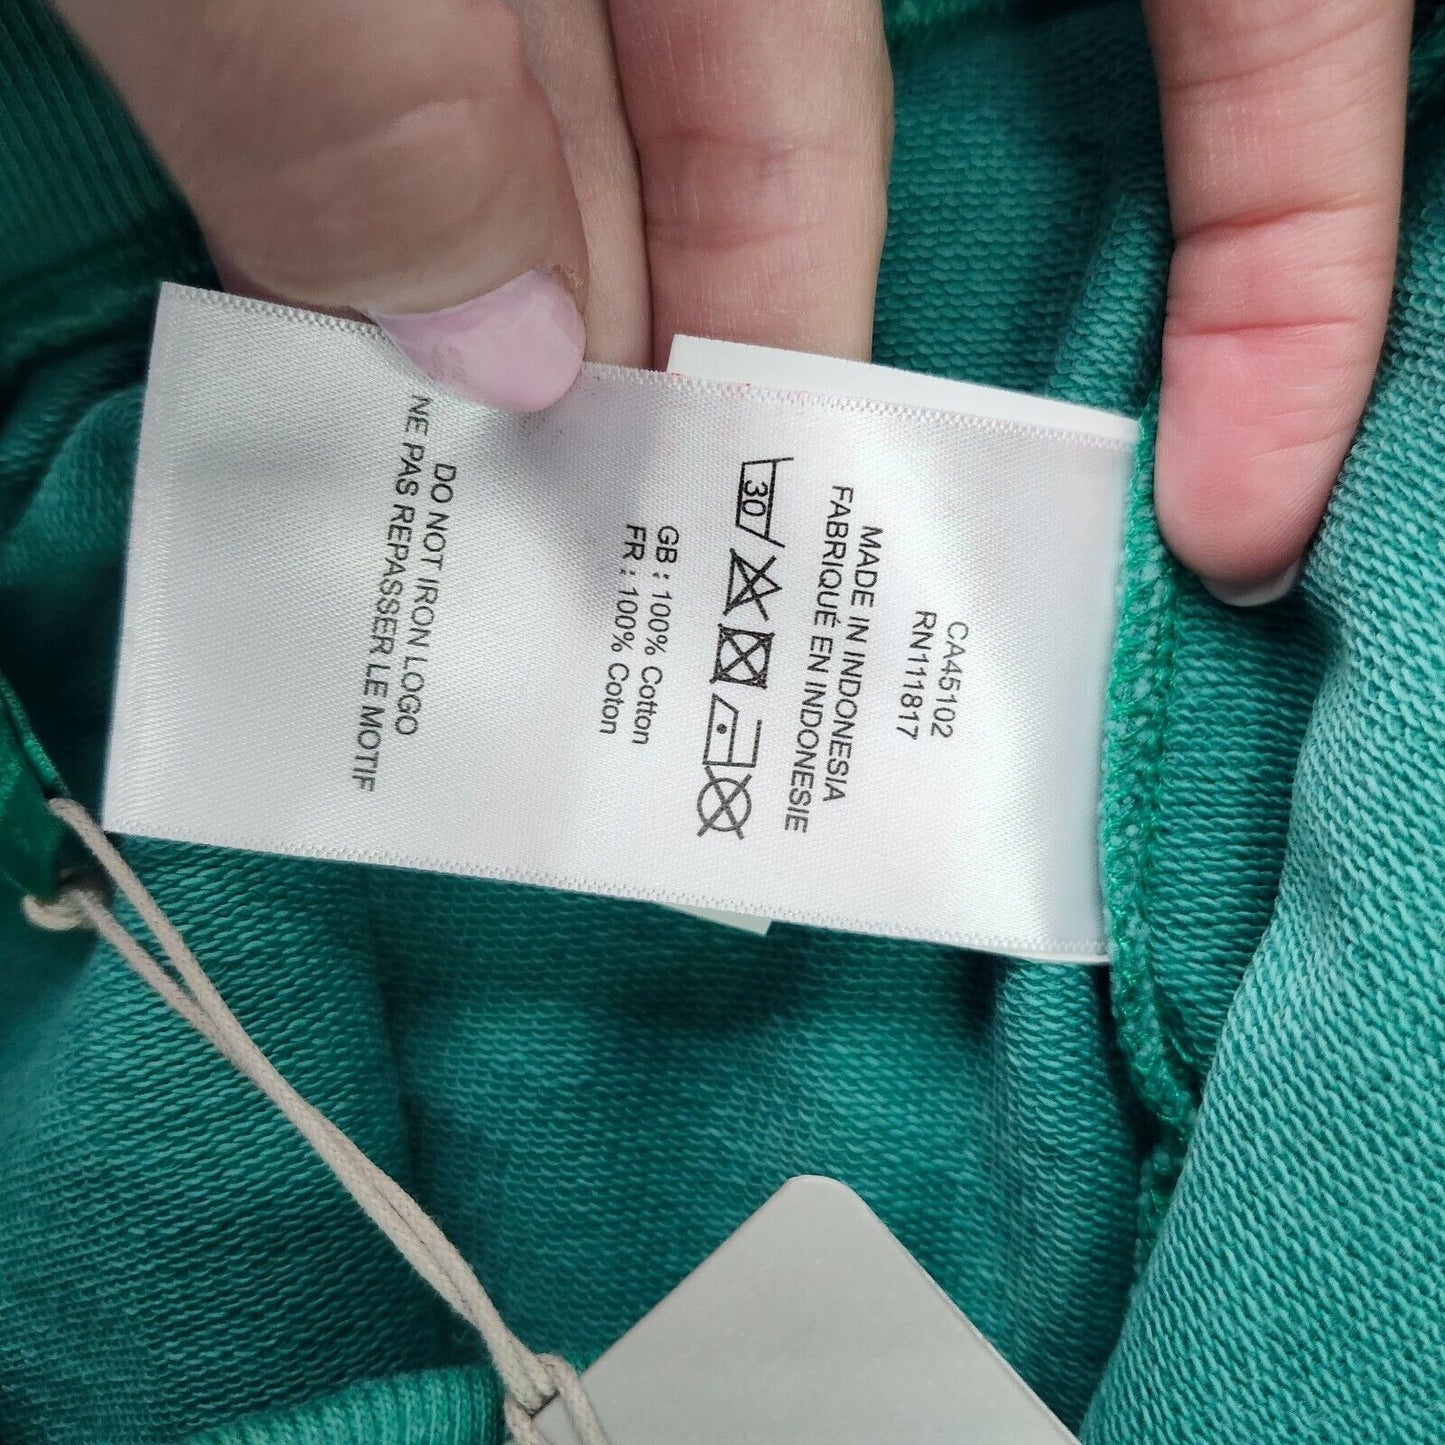 CA45102
RN111817
MADE IN INDONESIA
FABRIQUÉ EN INDONESIE
30
GB : 100% Cotton
FR : 100% Coton
DO NOT IRON LOGO
NE PAS REPASSER LE MOTIF